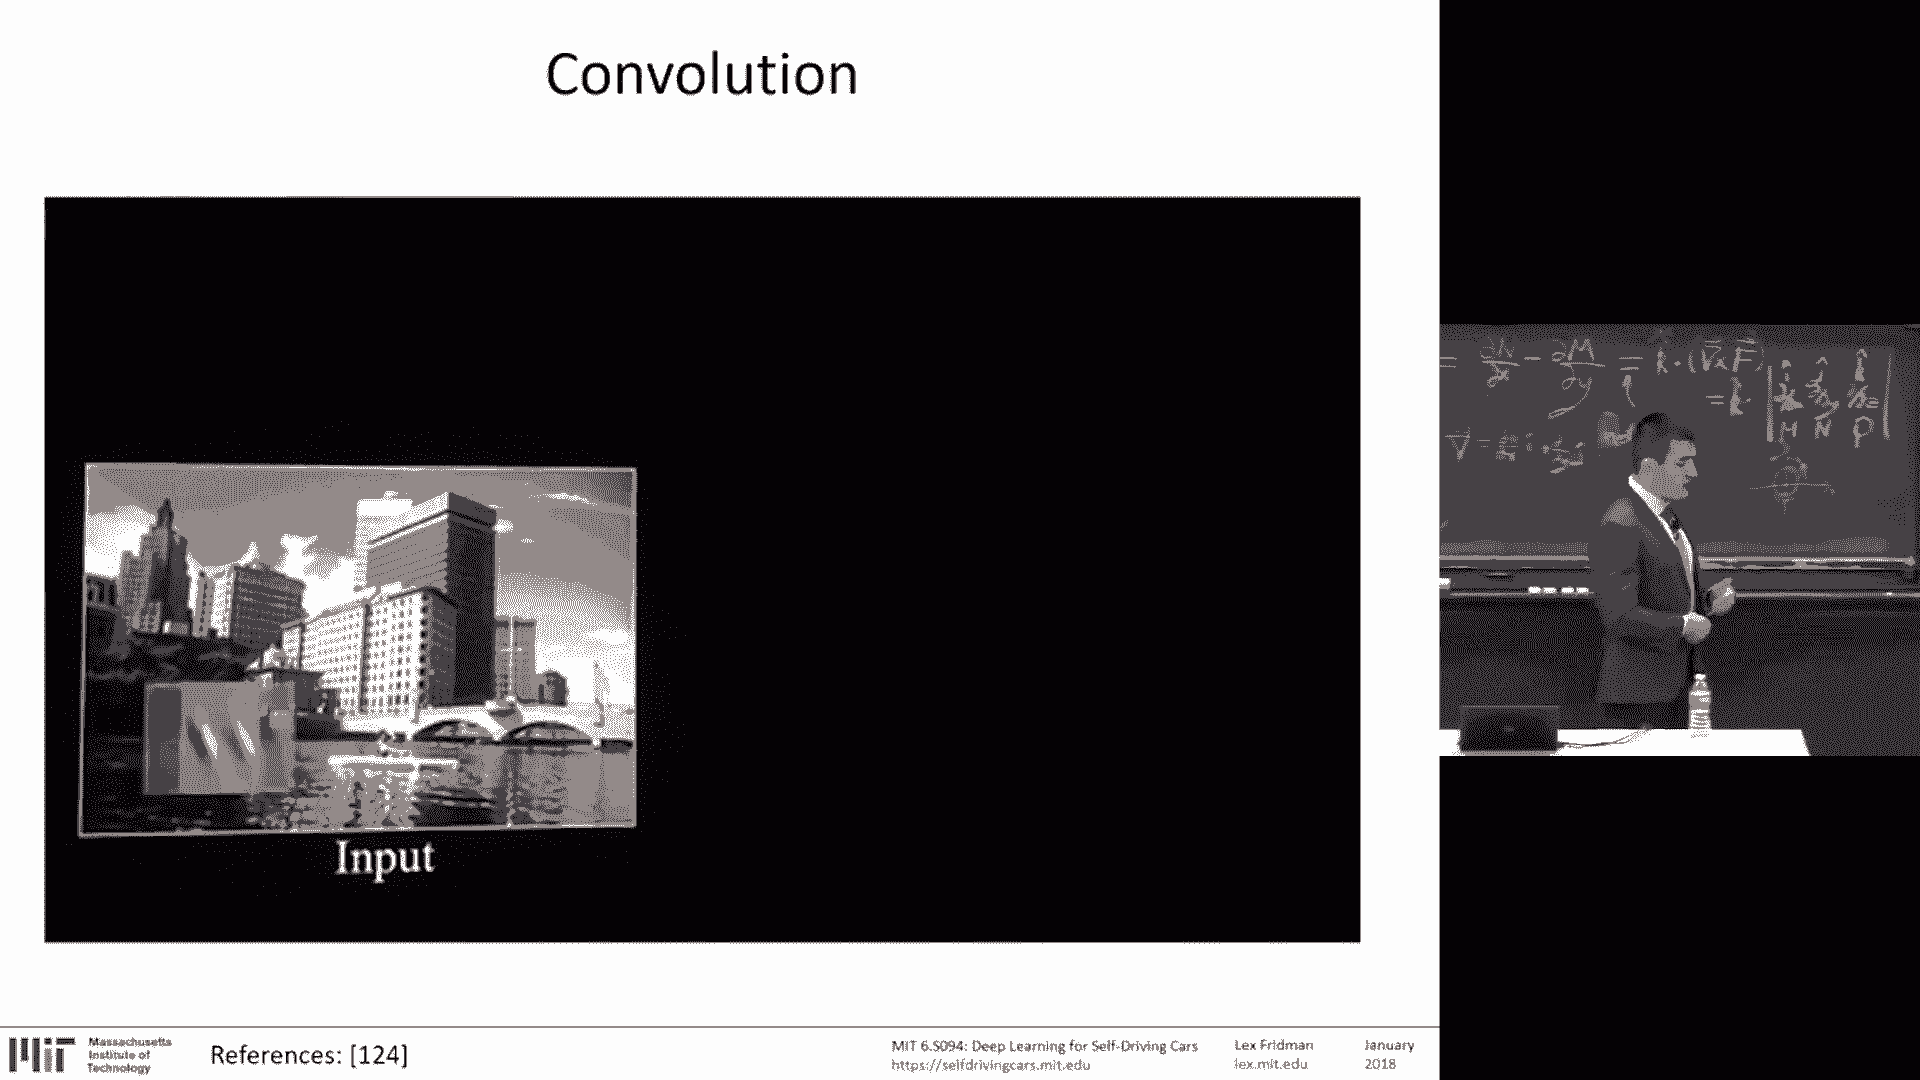 Convolution
Input
Massachusetts
Institute of
Technology
References: [124]
MIT 6.S094: Deep Learning for Self-Driving Cars
https://selfdrivingcars.mit.edu
Lex Fridman
lex.mit.edu
January
2018